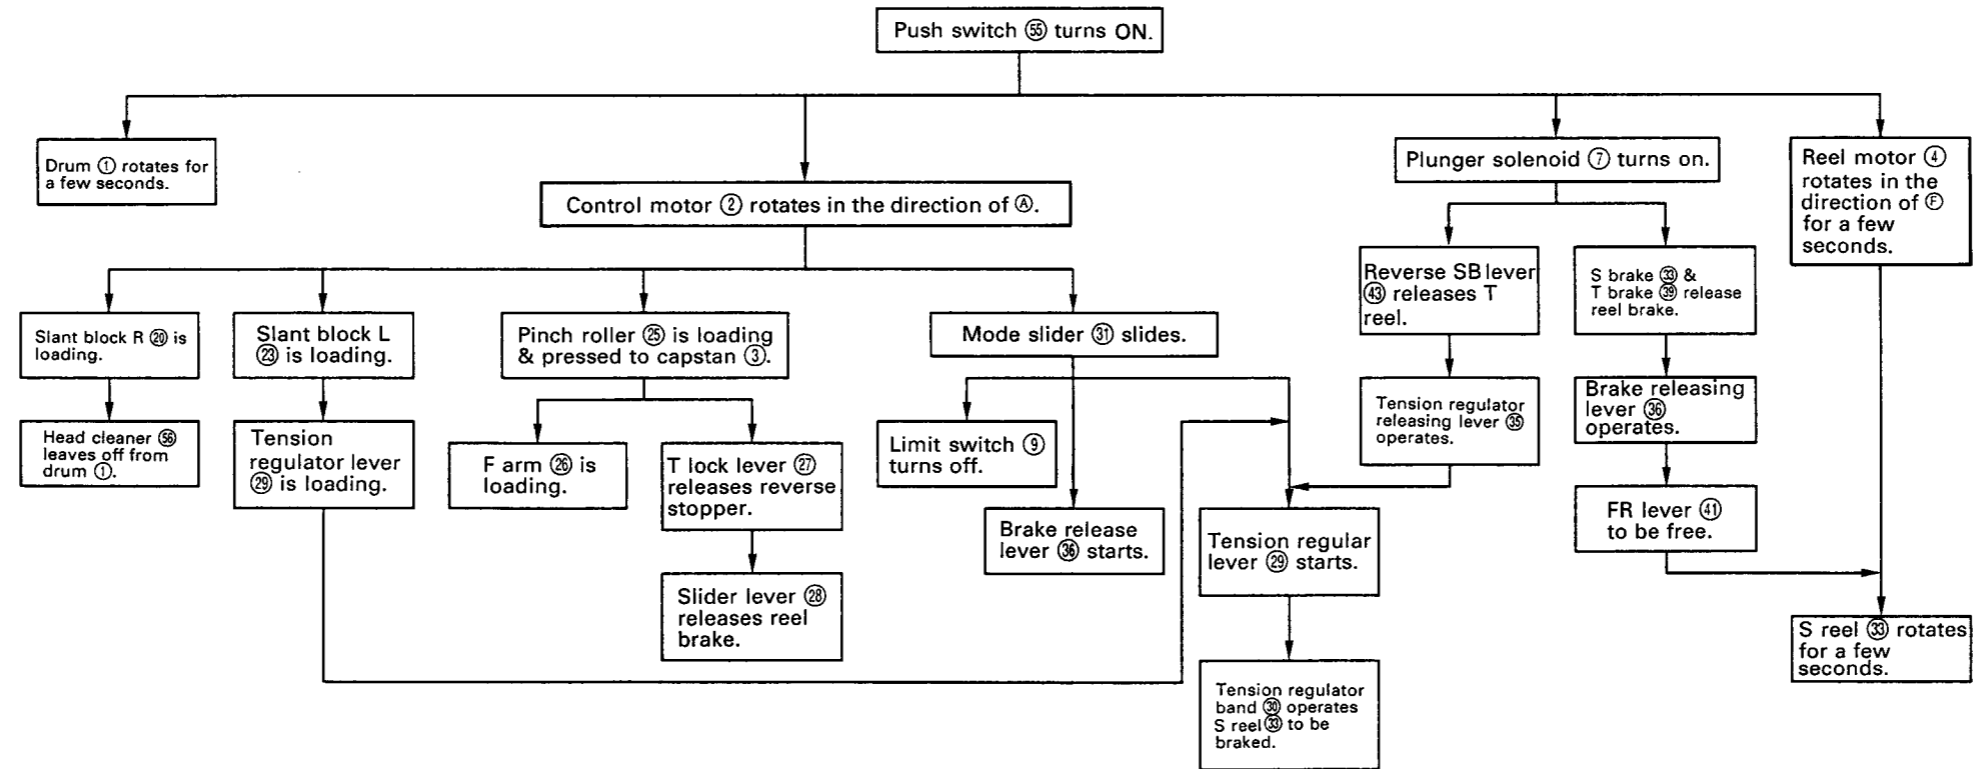 Push switch 55 turns ON.
Drum ① rotates for
a few seconds.
Control motor ② rotates in the direction of Ⓐ.
Plunger solenoid ⑦ turns on.
Reel motor ④
rotates in the
direction of Ⓕ
for a few
seconds.
Slant block R ⑳ is
loading.
Slant block L
㉓ is loading.
Pinch roller ㉕ is loading
& pressed to capstan ③.
Mode slider ㉛ slides.
Reverse SB lever
㊸ releases T
reel.
S brake ㉝ &
T brake ㊴ release
reel brake.
Head cleaner 56
leaves off from
drum ①.
Tension
regulator lever
㉙ is loading.
F arm ㉖ is
loading.
T lock lever ㉗
releases reverse
stopper.
Limit switch ⑨
turns off.
Tension regulator
releasing lever ㉟
operates.
Brake releasing
lever ㊱
operates.
Slider lever ㉘
releases reel
brake.
Brake release
lever ㊱ starts.
Tension regular
lever ㉙ starts.
FR lever ㊶
to be free.
Tension regulator
band ㉚ operates
S reel ㉝ to be
braked.
S reel ㉝ rotates
for a few
seconds.